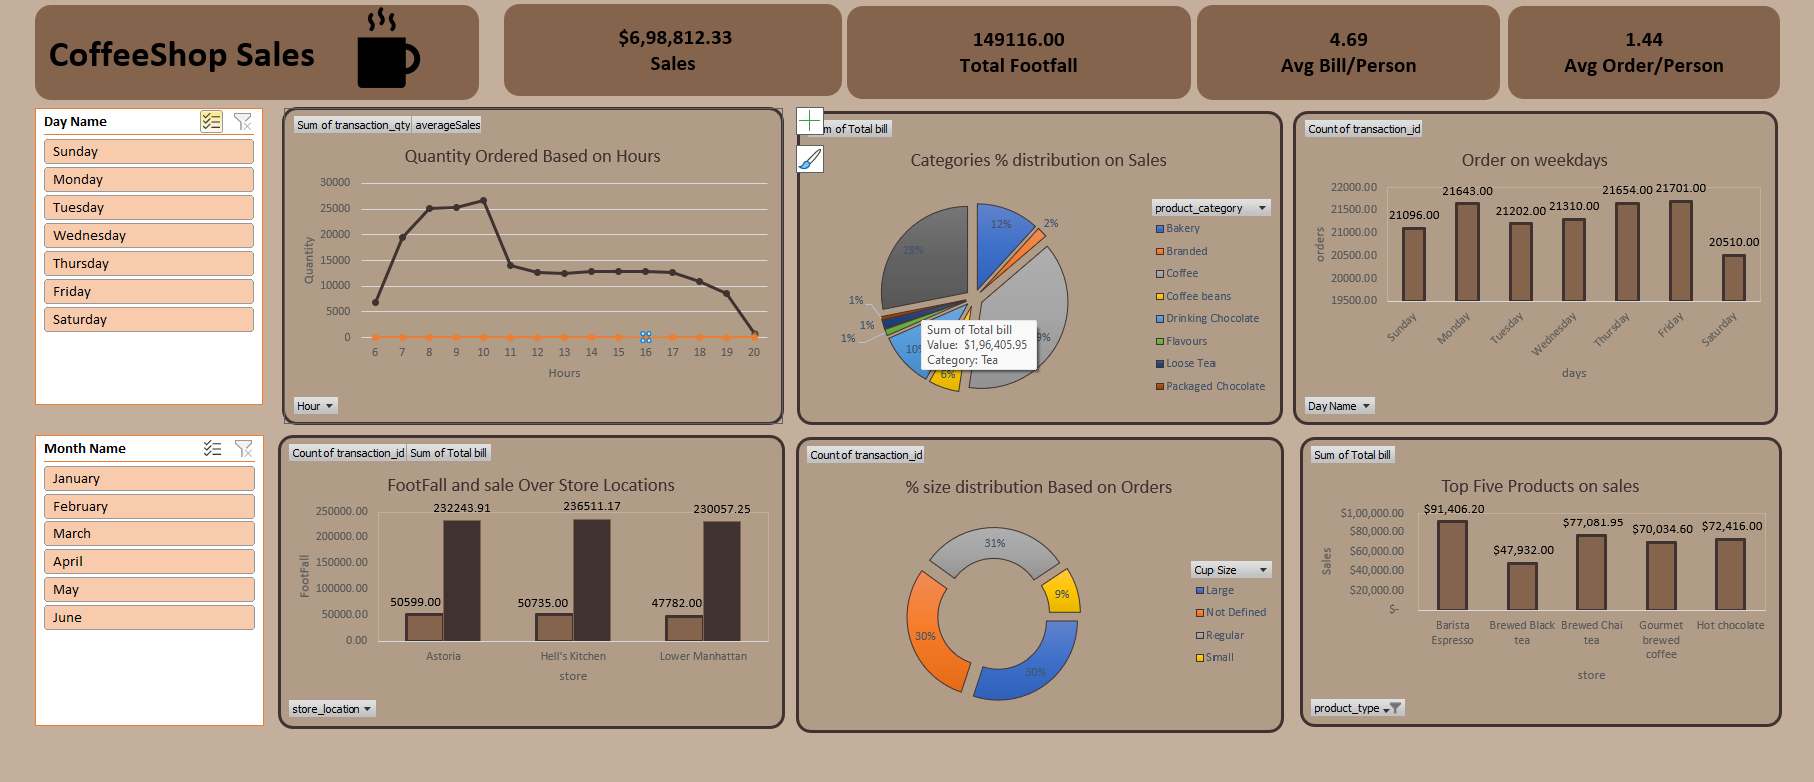 CoffeeShop Sales
$6,98,812.33
Sales
149116.00
Total Footfall
4.69
Avg Bill/Person
1.44
Avg Order/Person
Day Name
Sunday
Monday
Tuesday
Wednesday
Thursday
Friday
Saturday
Month Name
January
February
March
April
May
June
Sum of transaction_qty averageSales
Quantity Ordered Based on Hours
30000
25000
20000
15000
10000
5000
0
Quantity
6 7 8 9 10 11 12 13 14 15 16 17 18 19 20
Hours
Hour
m of Total bill
Categories % distribution on Sales
12%
2%
28%
1%
1%
1%
10%
6%
9%
Sum of Total bill
Value: $1,96,405.95
Category: Tea
product_category
Bakery
Branded
Coffee
Coffee beans
Drinking Chocolate
Flavours
Loose Tea
Packaged Chocolate
Count of transaction_id
Order on weekdays
22000.00
21500.00
21000.00
20500.00
20000.00
19500.00
orders
21096.00
21643.00
21202.00
21310.00
21654.00
21701.00
20510.00
Sunday
Monday
Tuesday
Wednesday
Thursday
Friday
Saturday
days
Day Name
Count of transaction_id Sum of Total bill
FootFall and sale Over Store Locations
250000.00
200000.00
150000.00
100000.00
50000.00
0.00
FootFall
232243.91
236511.17
230057.25
50599.00
50735.00
47782.00
Astoria
Hell's Kitchen
Lower Manhattan
store
store_location
Count of transaction_id
% size distribution Based on Orders
31%
9%
30%
30%
Cup Size
Large
Not Defined
Regular
Small
Sum of Total bill
Top Five Products on sales
$1,00,000.00
$80,000.00
$60,000.00
$40,000.00
$20,000.00
$-
Sales
$91,406.20
$47,932.00
$77,081.95
$70,034.60
$72,416.00
Barista
Espresso
Brewed Black
tea
Brewed Chai
tea
Gourmet
brewed
coffee
Hot chocolate
store
product_type